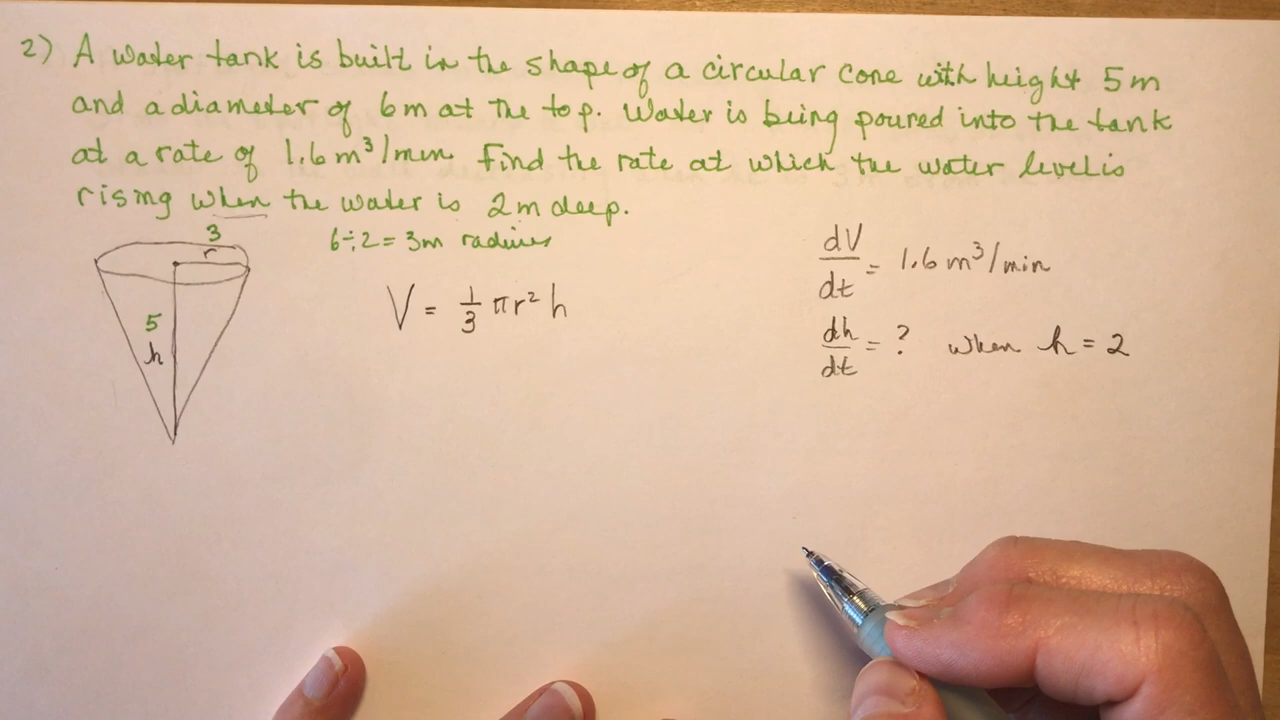 2) A water tank is built in the shape of a circular cone with height 5m
and a diameter of 6m at the top. Water is being poured into the tank
at a rate of 1.6 m³/min. Find the rate at which the water level is
rising when the water is 2m deep.
6÷2 = 3m radius
3
r
5
h
V = 1/3 πr² h
dV/dt = 1.6 m³/min
dh/dt = ? when h = 2